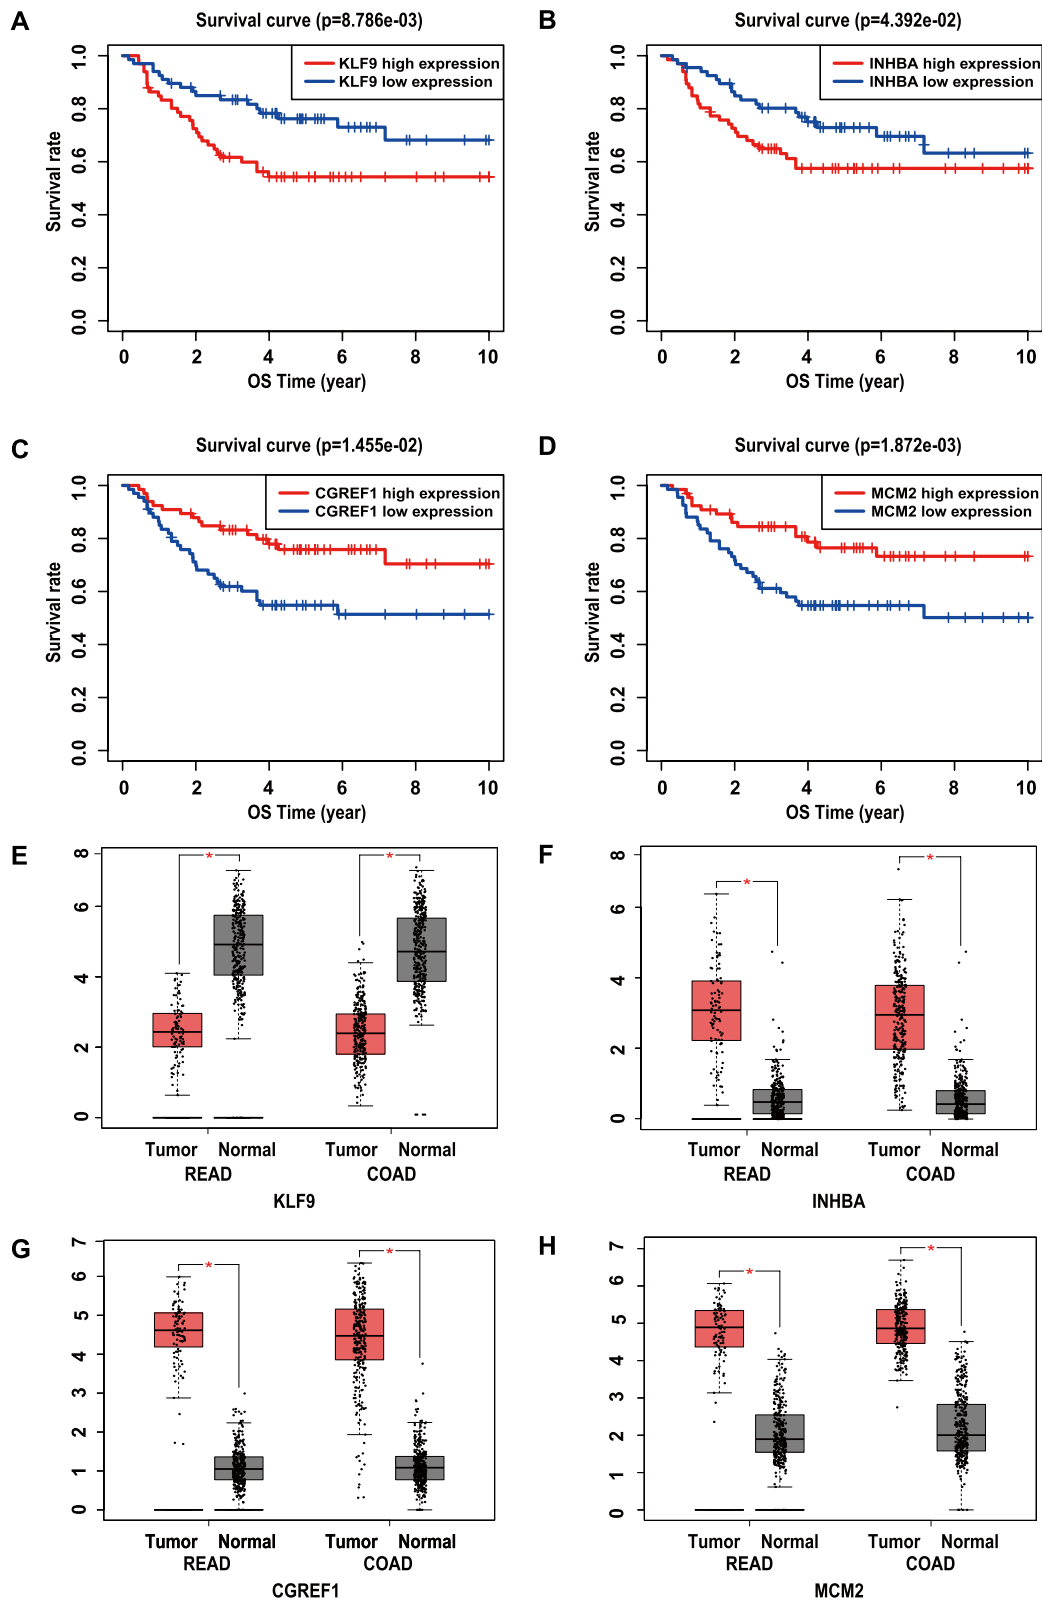 A
Survival curve (p=8.786e-03)
KLF9 high expression
KLF9 low expression
Survival rate
0.0 0.2 0.4 0.6 0.8 1.0
0 2 4 6 8 10
OS Time (year)
B
Survival curve (p=4.392e-02)
INHBA high expression
INHBA low expression
Survival rate
0.0 0.2 0.4 0.6 0.8 1.0
0 2 4 6 8 10
OS Time (year)
C
Survival curve (p=1.455e-02)
CGREF1 high expression
CGREF1 low expression
Survival rate
0.0 0.2 0.4 0.6 0.8 1.0
0 2 4 6 8 10
OS Time (year)
D
Survival curve (p=1.872e-03)
MCM2 high expression
MCM2 low expression
Survival rate
0.0 0.2 0.4 0.6 0.8 1.0
0 2 4 6 8 10
OS Time (year)
E
0 2 4 6 8
* *
Tumor Normal Tumor Normal
READ COAD
KLF9
F
0 2 4 6 8
* *
Tumor Normal Tumor Normal
READ COAD
INHBA
G
0 1 2 3 4 5 6 7
* *
Tumor Normal Tumor Normal
READ COAD
CGREF1
H
0 1 2 3 4 5 6 7
* *
Tumor Normal Tumor Normal
READ COAD
MCM2